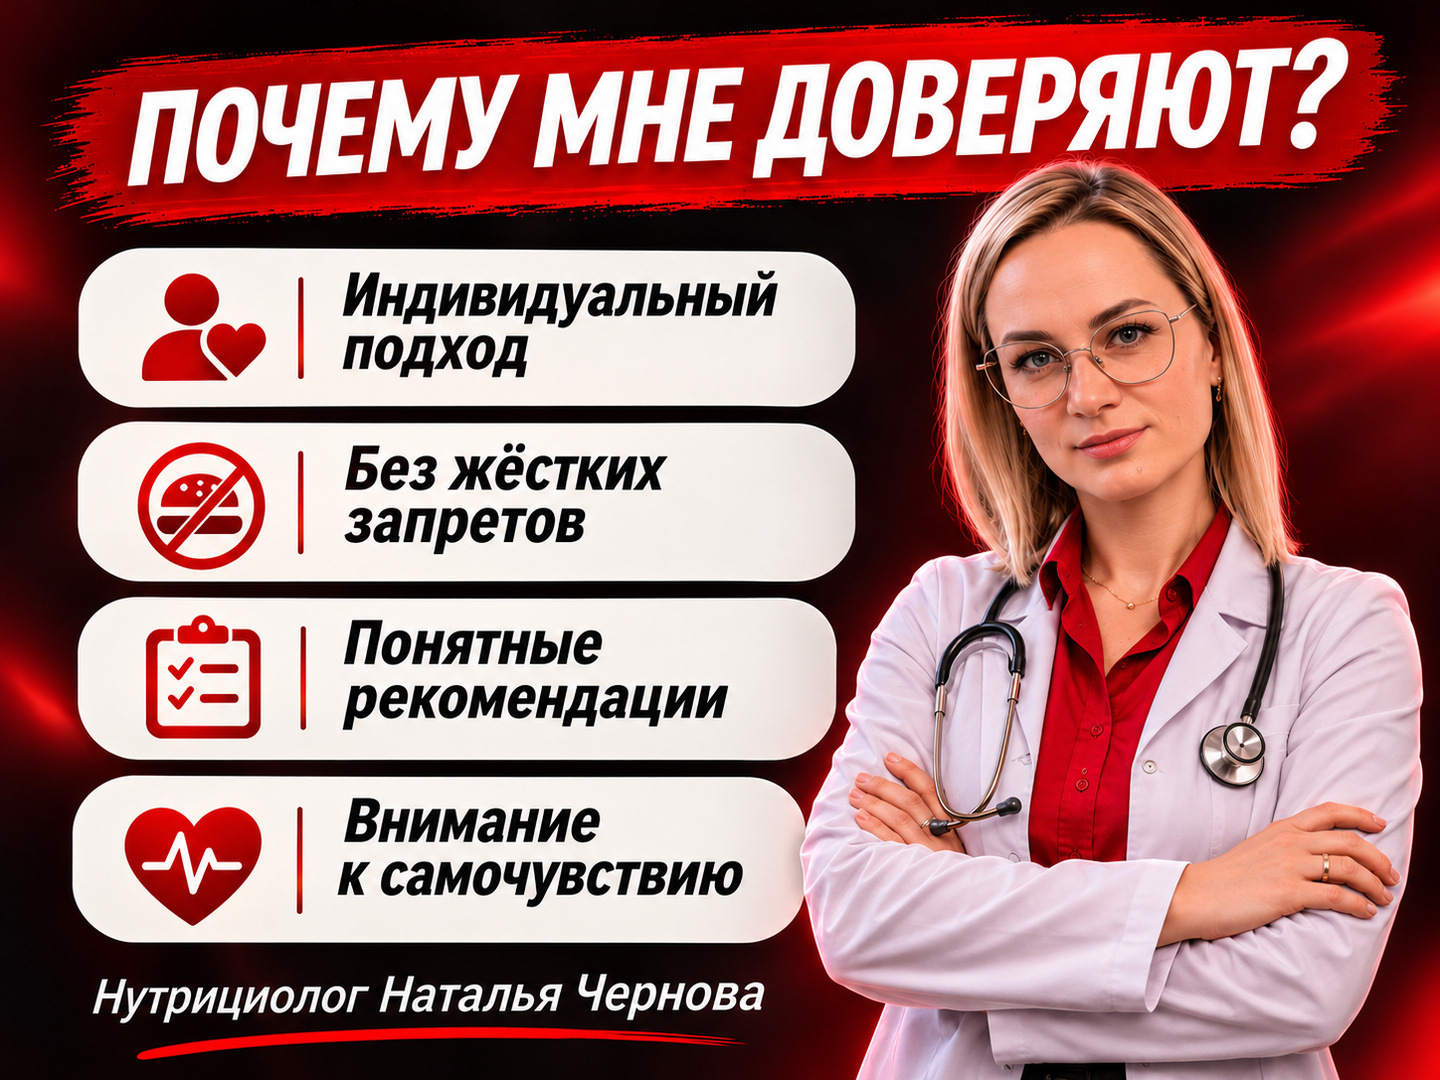 ПОЧЕМУ МНЕ ДОВЕРЯЮТ?
Индивидуальный
подход
Без жёстких
запретов
Понятные
рекомендации
Внимание
к самочувствию
Нутрициолог Наталья Чернова